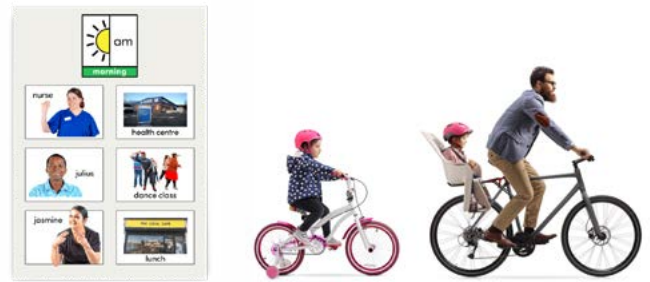 am
morning
nurse
health centre
julius
dance class
jasmine
lunch